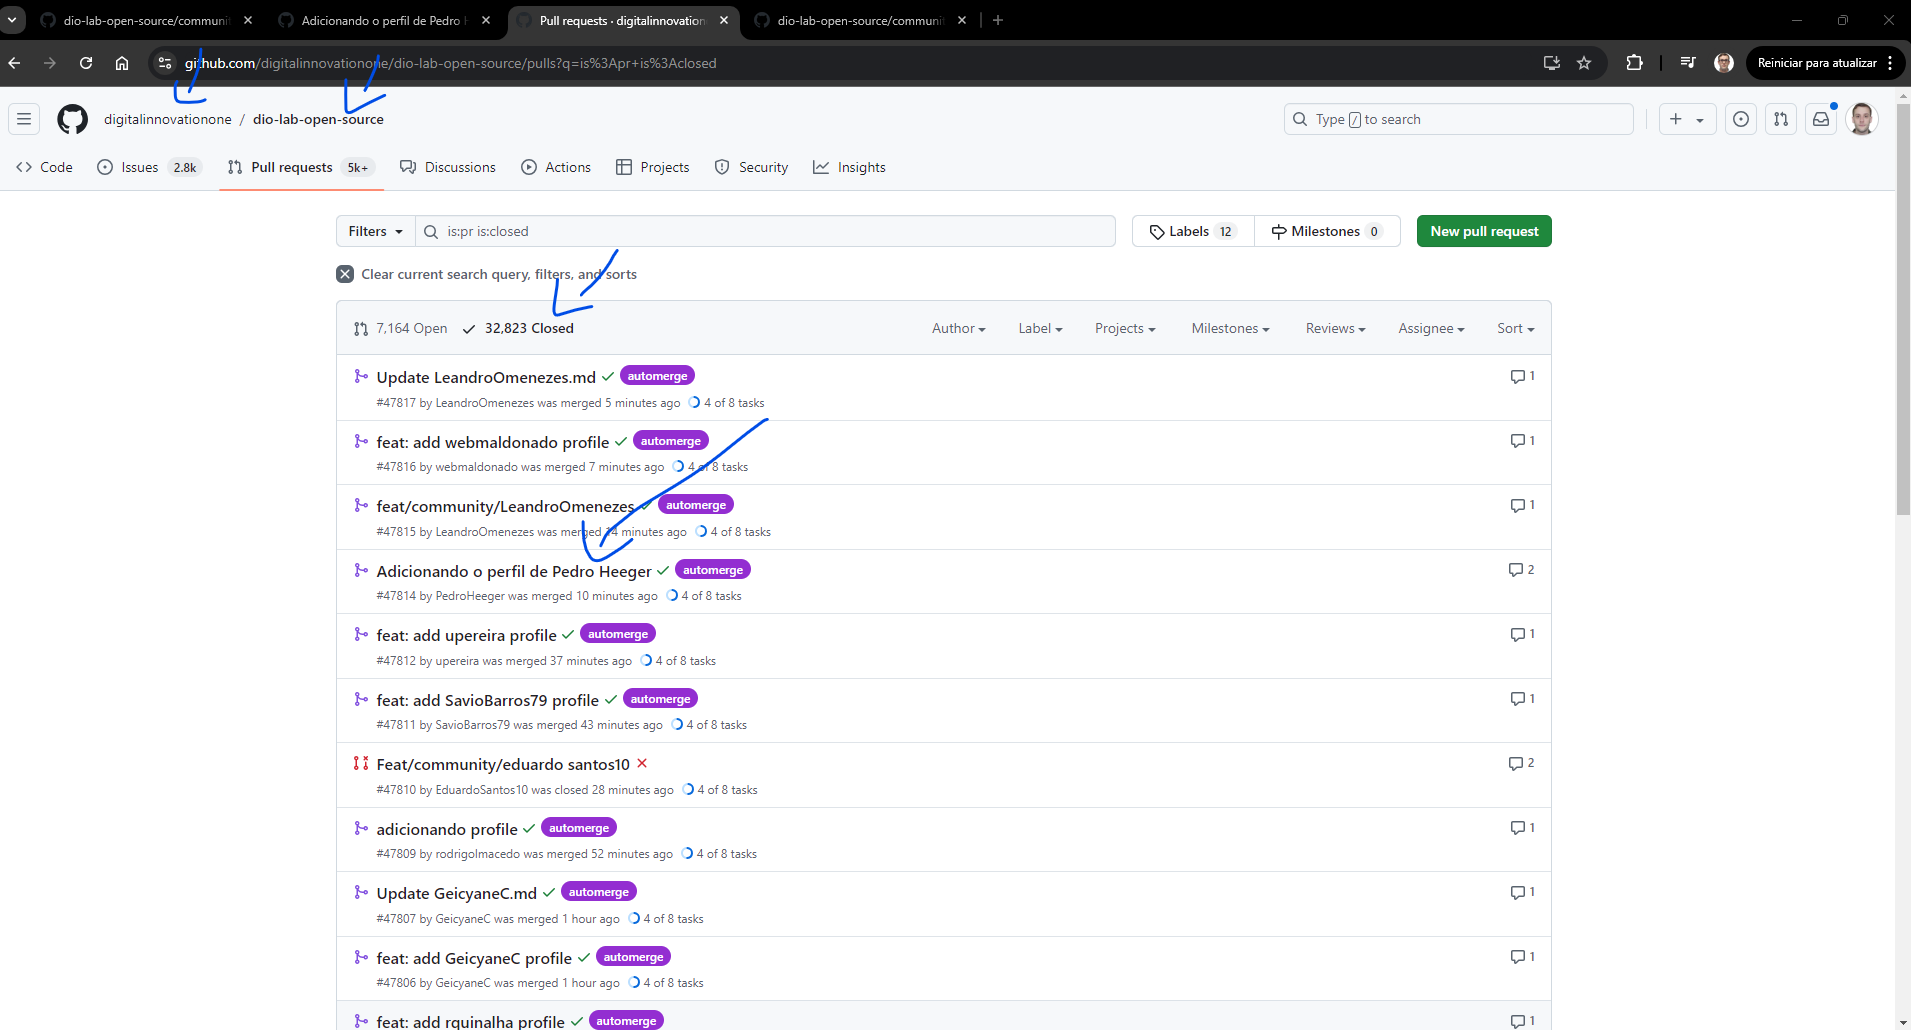 dio-lab-open-source/communi
Adicionando o perfil de Pedro H
Pull requests · digitalinnovation
dio-lab-open-source/communi
github.com/digitalinnovationone/dio-lab-open-source/pulls?q=is%3Apr+is%3Aclosed
Reiniciar para atualizar
digitalinnovationone / dio-lab-open-source
Type / to search
Code
Issues 2.8k
Pull requests 5k+
Discussions
Actions
Projects
Security
Insights
Filters
is:pr is:closed
Labels 12
Milestones 0
New pull request
Clear current search query, filters, and sorts
7,164 Open
32,823 Closed
Author
Label
Projects
Milestones
Reviews
Assignee
Sort
Update LeandroOmenezes.md automerge 1
#47817 by LeandroOmenezes was merged 5 minutes ago 4 of 8 tasks
feat: add webmaldonado profile automerge 1
#47816 by webmaldonado was merged 7 minutes ago 4 of 8 tasks
feat/community/LeandroOmenezes automerge 1
#47815 by LeandroOmenezes was merged 14 minutes ago 4 of 8 tasks
Adicionando o perfil de Pedro Heeger automerge 2
#47814 by PedroHeeger was merged 10 minutes ago 4 of 8 tasks
feat: add upereira profile automerge 1
#47812 by upereira was merged 37 minutes ago 4 of 8 tasks
feat: add SavioBarros79 profile automerge 1
#47811 by SavioBarros79 was merged 43 minutes ago 4 of 8 tasks
Feat/community/eduardo santos10 2
#47810 by EduardoSantos10 was closed 28 minutes ago 4 of 8 tasks
adicionando profile automerge 1
#47809 by rodrigolmacedo was merged 52 minutes ago 4 of 8 tasks
Update GeicyaneC.md automerge 1
#47807 by GeicyaneC was merged 1 hour ago 4 of 8 tasks
feat: add GeicyaneC profile automerge 1
#47806 by GeicyaneC was merged 1 hour ago 4 of 8 tasks
feat: add rquinalha profile automerge 1